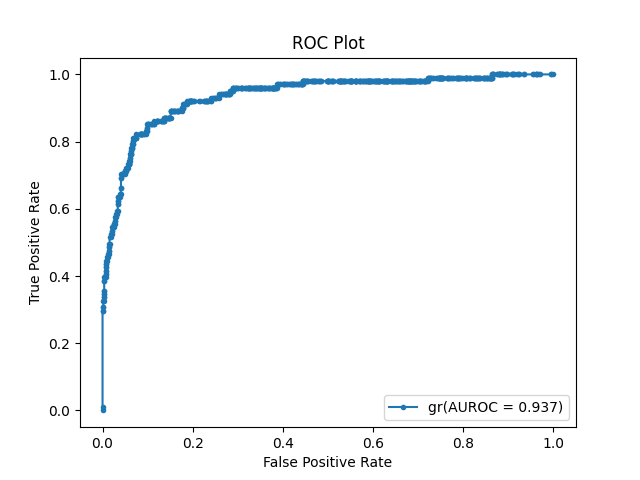 ROC Plot
1.0
0.8
0.6
0.4
0.2
0.0
True Positive Rate
0.0 0.2 0.4 0.6 0.8 1.0
False Positive Rate
gr(AUROC = 0.937)